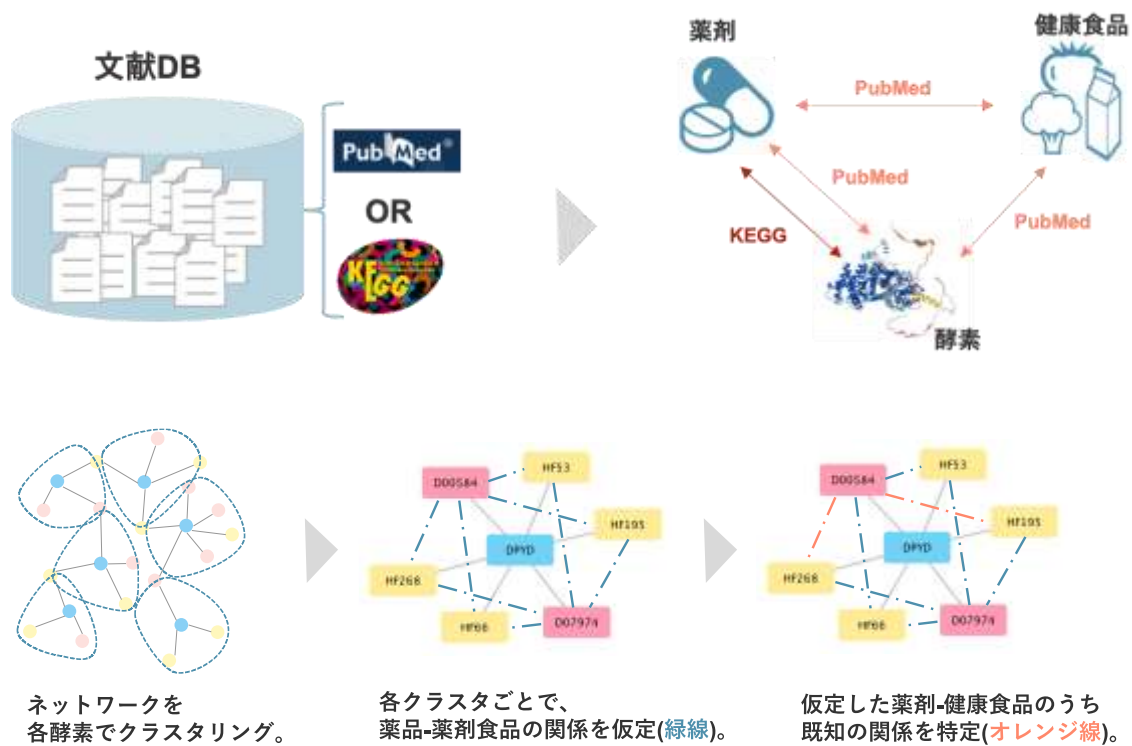 文献DB
PubMed®
OR
KEGG
薬剤
健康食品
PubMed
PubMed
PubMed
KEGG
酵素
D00584
HF53
HF195
DPYD
HF268
HF66
D07974
D00584
HF53
HF195
DPYD
HF268
HF66
D07974
ネットワークを
各酵素でクラスタリング。
各クラスタごとで、
薬品-薬剤食品の関係を仮定(緑線)。
仮定した薬剤-健康食品のうち
既知の関係を特定(オレンジ線)。